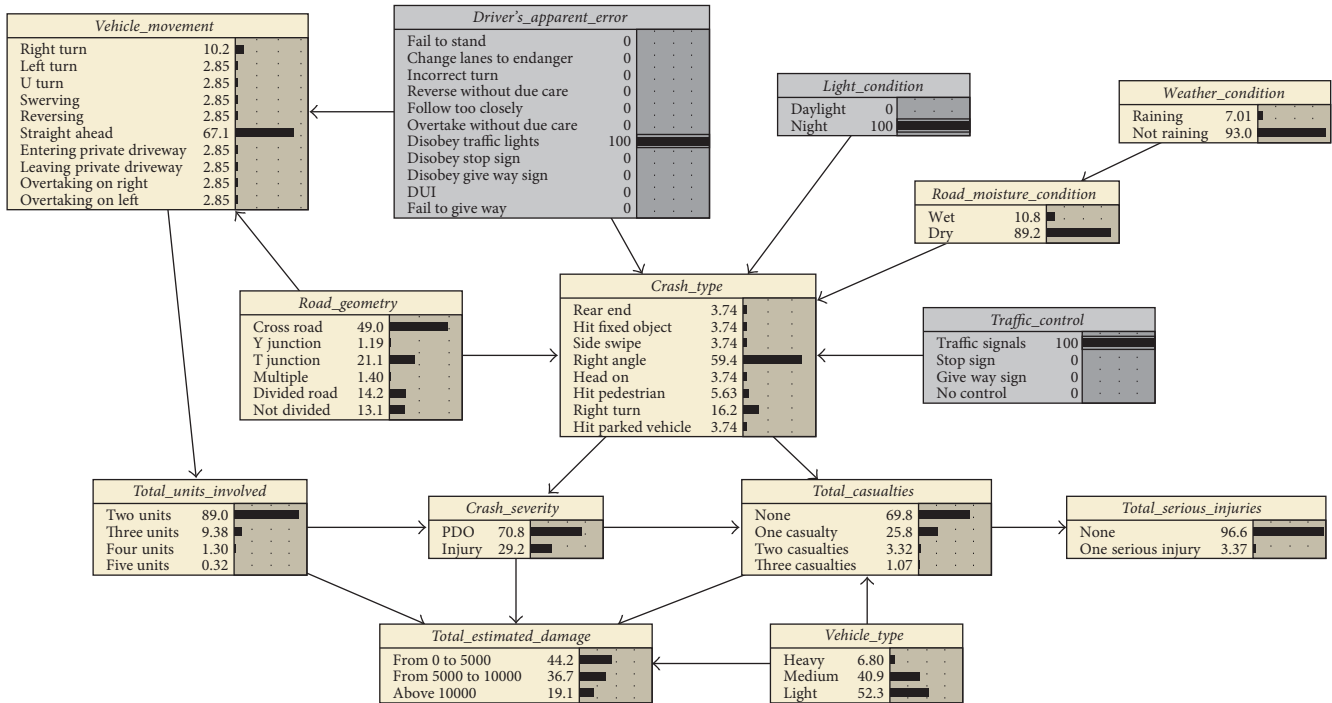 Vehicle_movement
Right turn 10.2
Left turn 2.85
U turn 2.85
Swerving 2.85
Reversing 2.85
Straight ahead 67.1
Entering private driveway 2.85
Leaving private driveway 2.85
Overtaking on right 2.85
Overtaking on left 2.85
Driver's_apparent_error
Fail to stand 0
Change lanes to endanger 0
Incorrect turn 0
Reverse without due care 0
Follow too closely 0
Overtake without due care 0
Disobey traffic lights 100
Disobey stop sign 0
Disobey give way sign 0
DUI 0
Fail to give way 0
Light_condition
Daylight 0
Night 100
Weather_condition
Raining 7.01
Not raining 93.0
Road_moisture_condition
Wet 10.8
Dry 89.2
Road_geometry
Cross road 49.0
Y junction 1.19
T junction 21.1
Multiple 1.40
Divided road 14.2
Not divided 13.1
Crash_type
Rear end 3.74
Hit fixed object 3.74
Side swipe 3.74
Right angle 59.4
Head on 3.74
Hit pedestrian 5.63
Right turn 16.2
Hit parked vehicle 3.74
Traffic_control
Traffic signals 100
Stop sign 0
Give way sign 0
No control 0
Total_units_involved
Two units 89.0
Three units 9.38
Four units 1.30
Five units 0.32
Crash_severity
PDO 70.8
Injury 29.2
Total_casualties
None 69.8
One casualty 25.8
Two casualties 3.32
Three casualties 1.07
Total_serious_injuries
None 96.6
One serious injury 3.37
Total_estimated_damage
From 0 to 5000 44.2
From 5000 to 10000 36.7
Above 10000 19.1
Vehicle_type
Heavy 6.80
Medium 40.9
Light 52.3